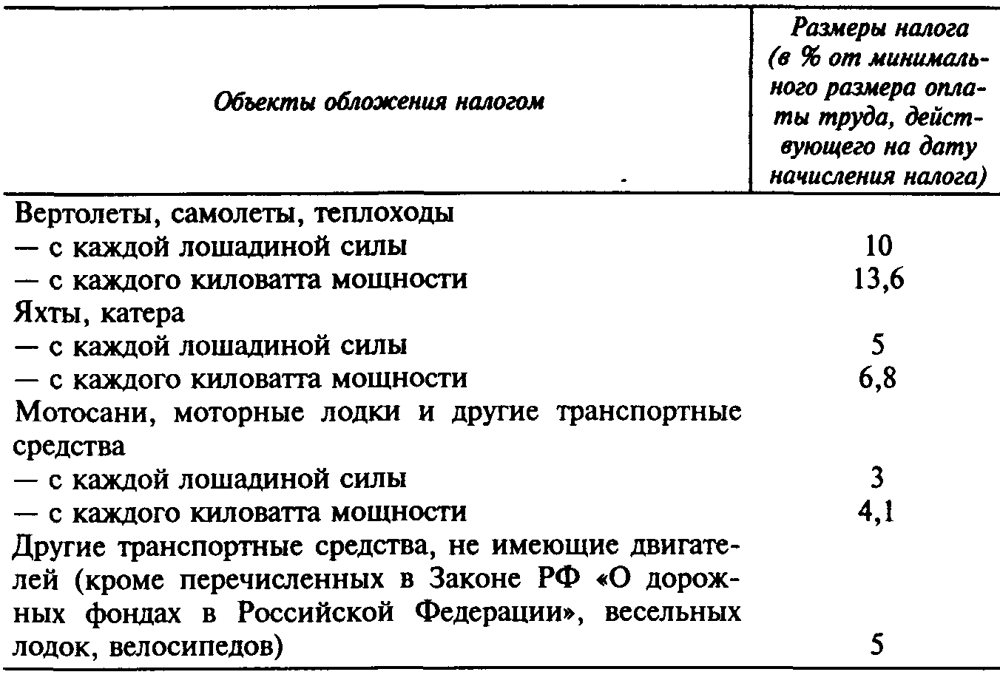 Объекты обложения налогом
Размеры налога
(в % от минималь-
ного размера опла-
ты труда, дейст-
вующего на дату
начисления налога)
Вертолеты, самолеты, теплоходы
— с каждой лошадиной силы 10
— с каждого киловатта мощности 13,6
Яхты, катера
— с каждой лошадиной силы 5
— с каждого киловатта мощности 6,8
Мотосани, моторные лодки и другие транспортные
средства
— с каждой лошадиной силы 3
— с каждого киловатта мощности 4,1
Другие транспортные средства, не имеющие двигате-
лей (кроме перечисленных в Законе РФ «О дорож-
ных фондах в Российской Федерации», весельных
лодок, велосипедов) 5